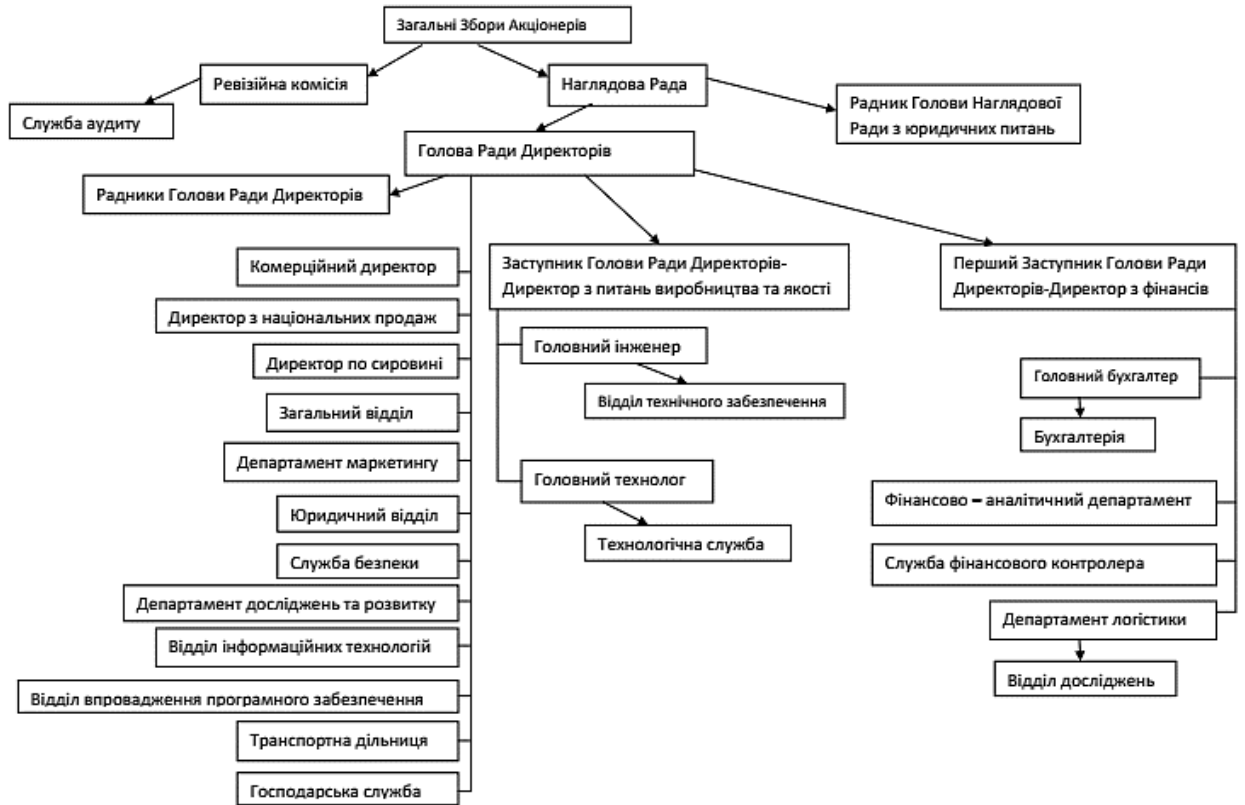 Загальні Збори Акціонерів
Ревізійна комісія
Наглядова Рада
Служба аудиту
Радник Голови Наглядової
Ради з юридичних питань
Голова Ради Директорів
Радники Голови Ради Директорів
Комерційний директор
Директор з національних продаж
Директор по сировині
Загальний відділ
Департамент маркетингу
Юридичний відділ
Служба безпеки
Департамент досліджень та розвитку
Відділ інформаційних технологій
Відділ впровадження програмного забезпечення
Транспортна дільниця
Господарська служба
Заступник Голови Ради Директорів-
Директор з питань виробництва та якості
Головний інженер
Відділ технічного забезпечення
Головний технолог
Технологічна служба
Перший Заступник Голови Ради
Директорів-Директор з фінансів
Головний бухгалтер
Бухгалтерія
Фінансово – аналітичний департамент
Служба фінансового контролера
Департамент логістики
Відділ досліджень